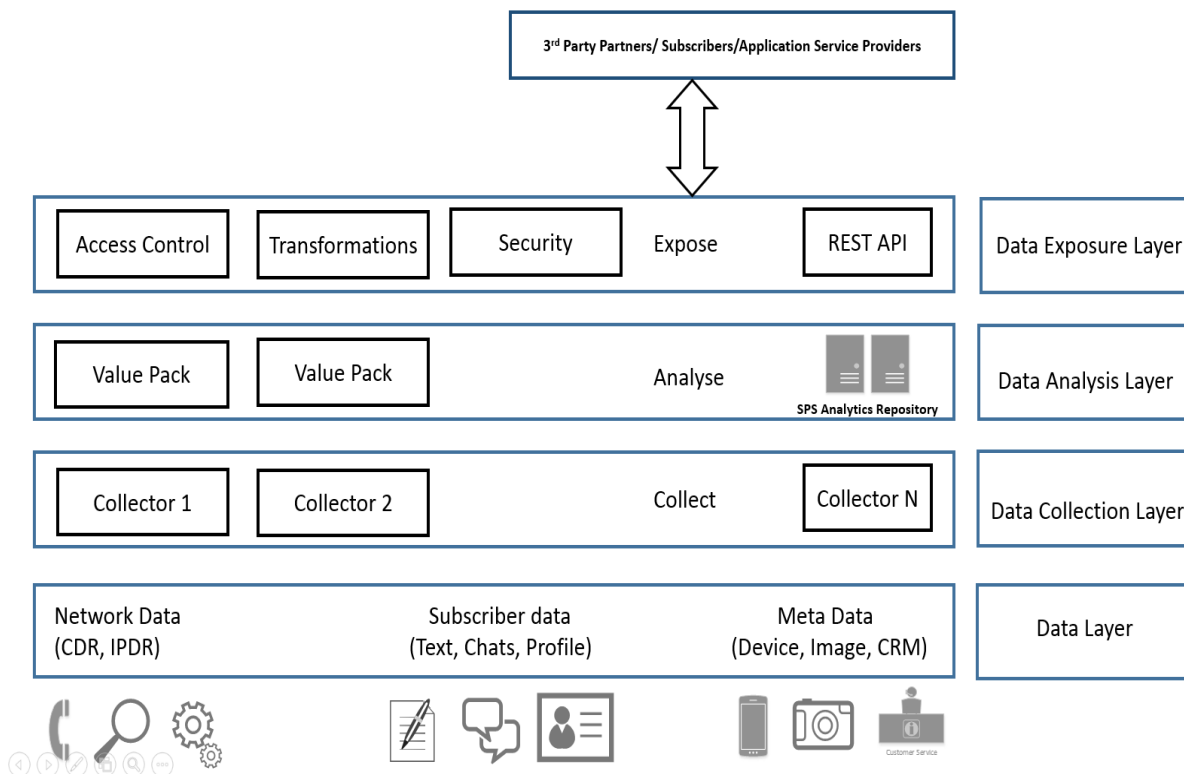 3rd Party Partners/ Subscribers/Application Service Providers
Access Control
Transformations
Security
Expose
REST API
Data Exposure Layer
Value Pack
Value Pack
Analyse
SPS Analytics Repository
Data Analysis Layer
Collector 1
Collector 2
Collect
Collector N
Data Collection Layer
Network Data
(CDR, IPDR)
Subscriber data
(Text, Chats, Profile)
Meta Data
(Device, Image, CRM)
Data Layer
Customer Service